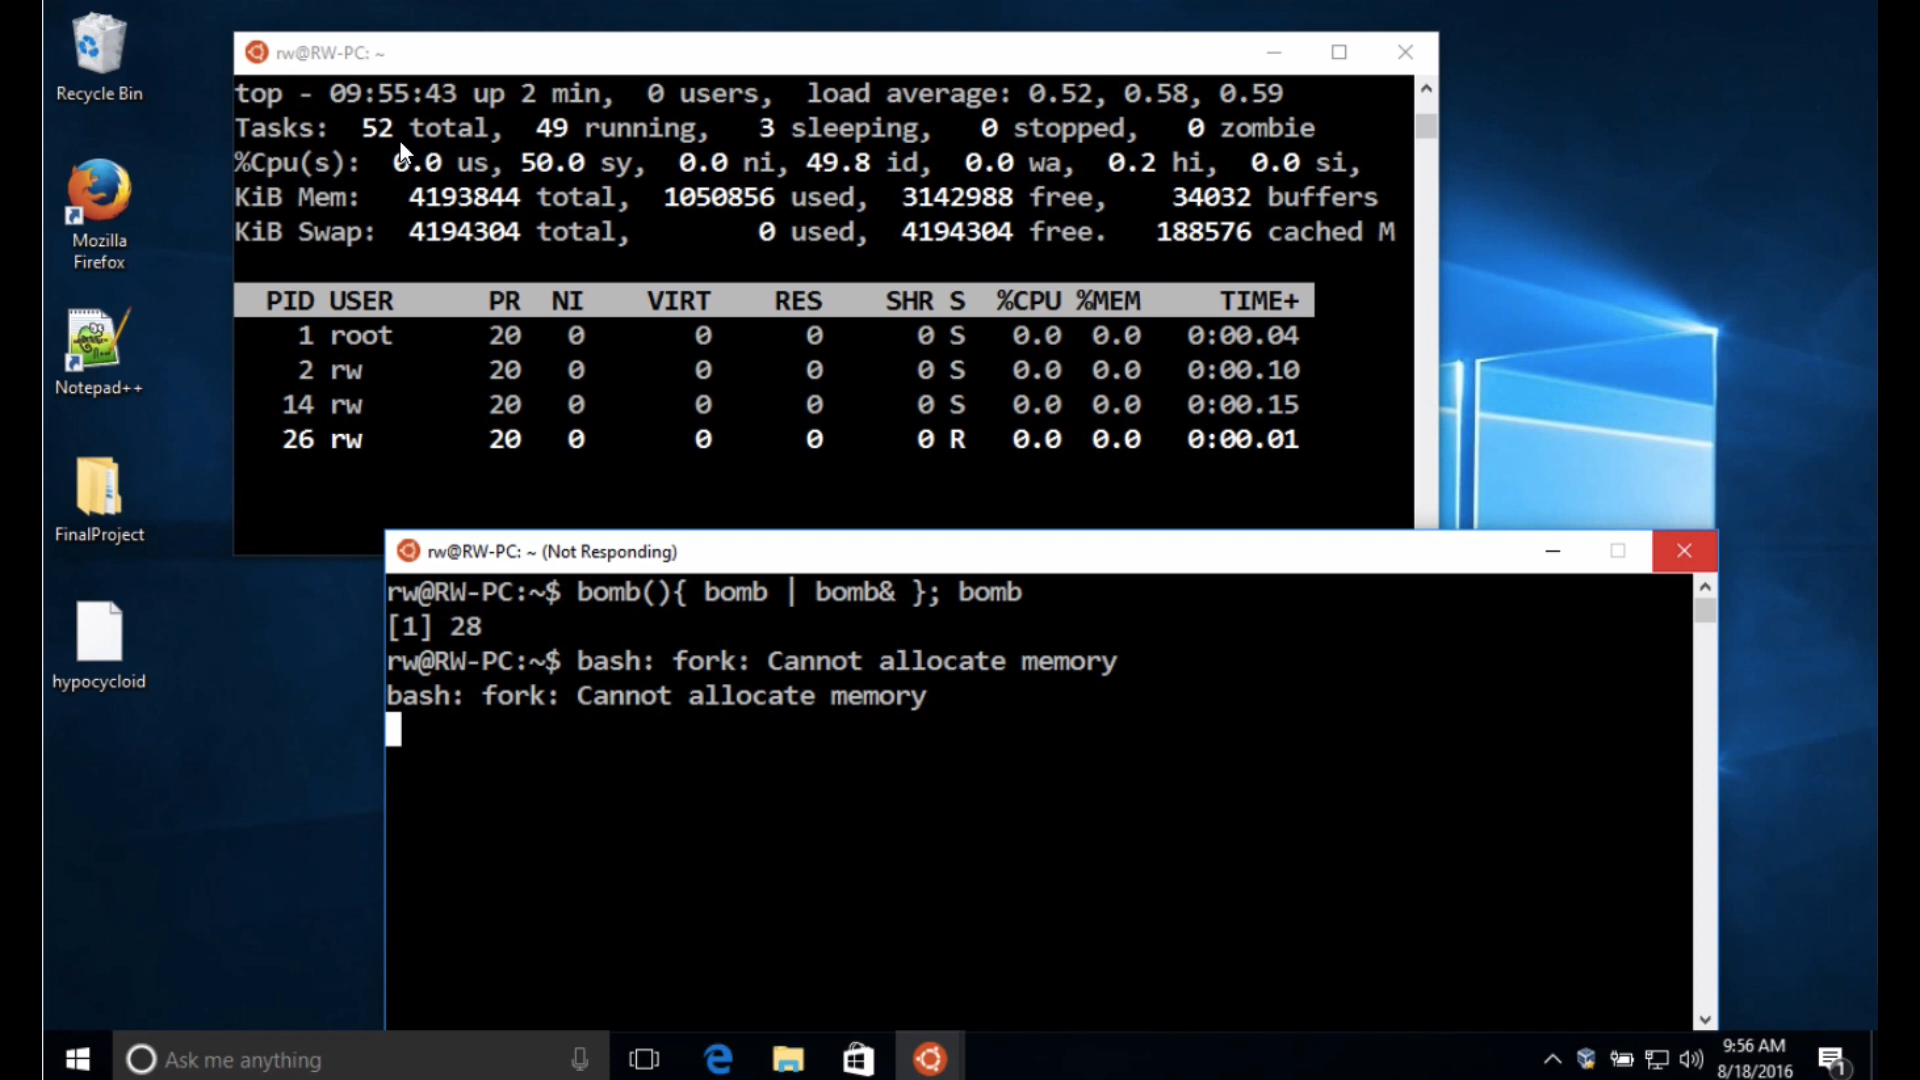 Recycle Bin
Mozilla
Firefox
Notepad++
FinalProject
hypocycloid
rw@RW-PC: ~
top - 09:55:43 up 2 min,  0 users,  load average: 0.52, 0.58, 0.59
Tasks:  52 total,  49 running,   3 sleeping,   0 stopped,   0 zombie
%Cpu(s):  0.0 us, 50.0 sy,  0.0 ni, 49.8 id,  0.0 wa,  0.2 hi,  0.0 si,
KiB Mem:   4193844 total,  1050856 used,  3142988 free,    34032 buffers
KiB Swap:  4194304 total,        0 used,  4194304 free.   188576 cached M
PID USER      PR  NI    VIRT    RES    SHR S  %CPU %MEM     TIME+
1 root      20   0       0      0      0 S   0.0  0.0   0:00.04
2 rw        20   0       0      0      0 S   0.0  0.0   0:00.10
14 rw        20   0       0      0      0 S   0.0  0.0   0:00.15
26 rw        20   0       0      0      0 R   0.0  0.0   0:00.01
rw@RW-PC: ~ (Not Responding)
rw@RW-PC:~$ bomb(){ bomb | bomb& }; bomb
[1] 28
rw@RW-PC:~$ bash: fork: Cannot allocate memory
bash: fork: Cannot allocate memory
Ask me anything
9:56 AM
8/18/2016
1